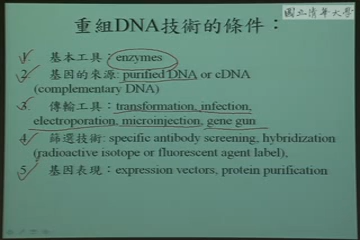 國立清華大學
重組DNA技術的條件：
1. 基本工具: enzymes
2. 基因的來源: purified DNA or cDNA
(complementary DNA)
3. 傳輸工具: transformation, infection,
electroporation, microinjection, gene gun
4. 篩選技術: specific antibody screening, hybridization
(radioactive isotope or fluorescent agent label),
5. 基因表現: expression vectors, protein purification